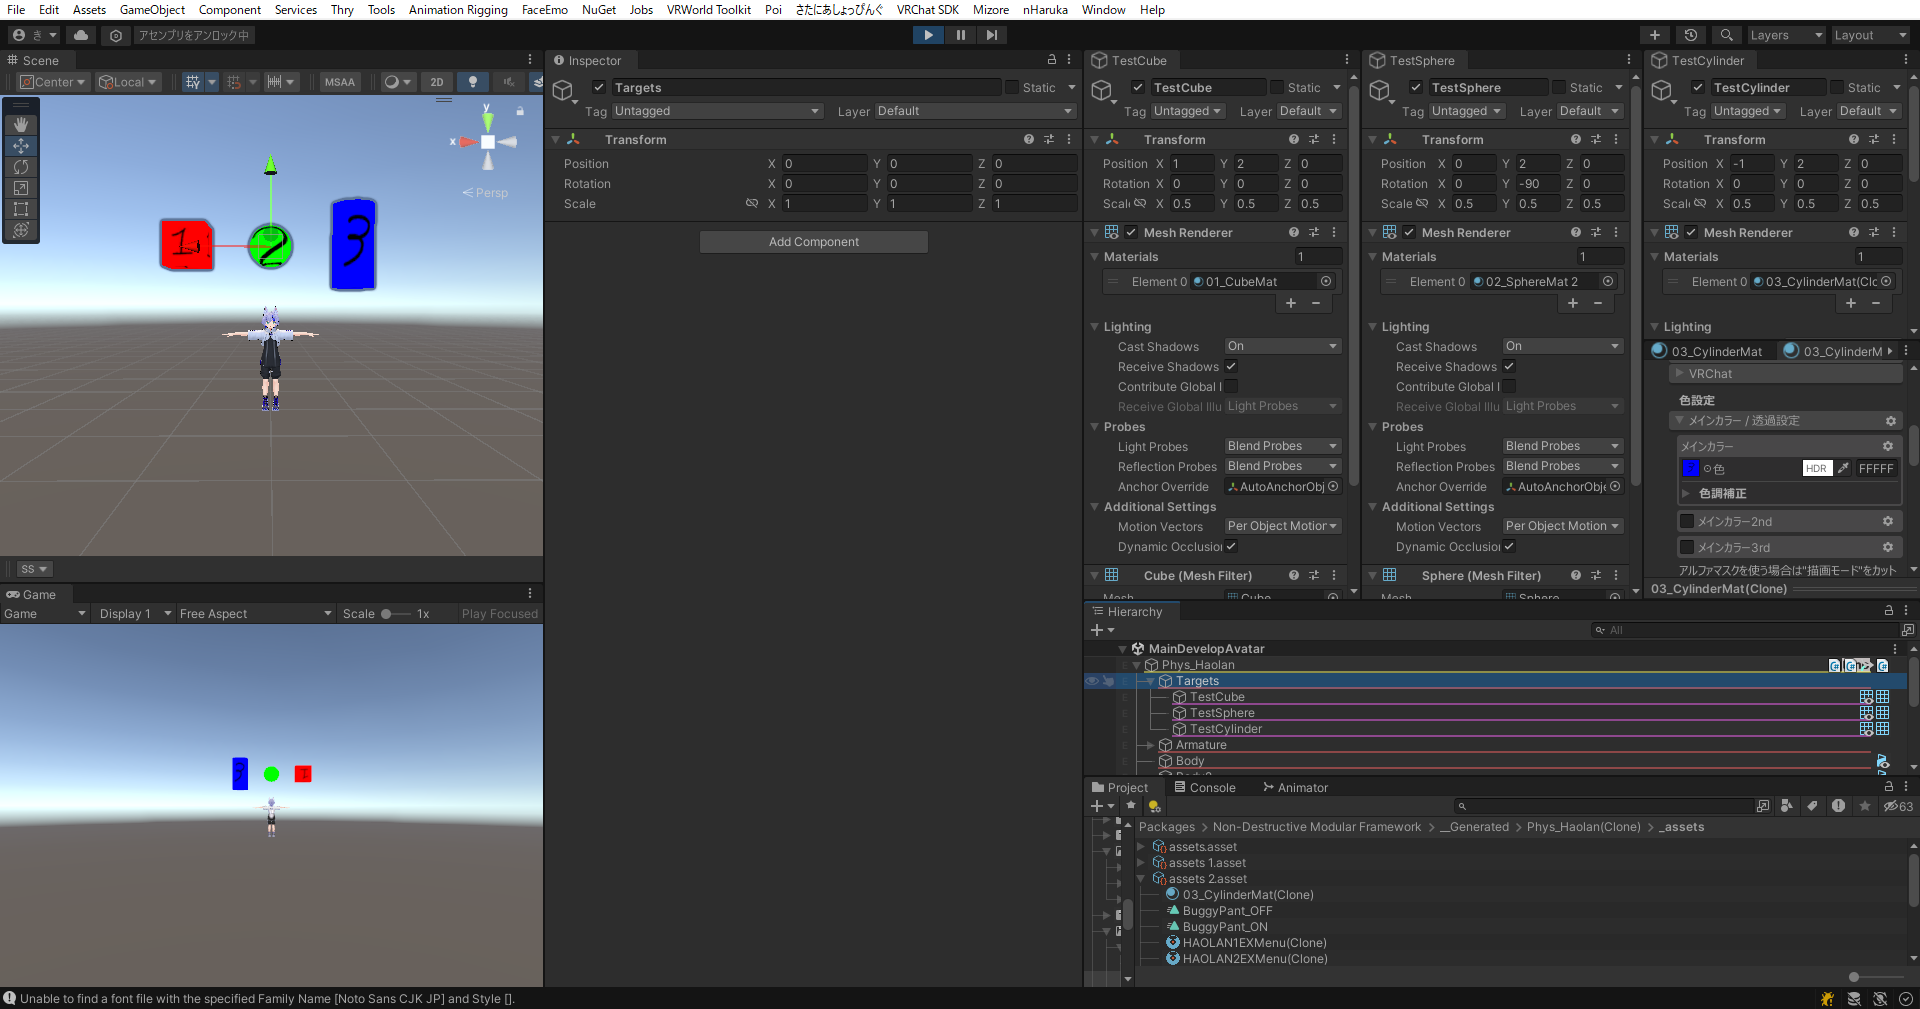 File Edit Assets GameObject Component Services Thry Tools Animation Rigging FaceEmo NuGet Jobs VRWorld Toolkit Poi さたにあしょっぴんぐ VRChat SDK Mizore nHaruka Window Help
き アセンブリをアンロック中 Layers Layout
Scene
Center Local MSAA 2D
y
x
Persp
1 2 3
SS
Game
Game Display 1 Free Aspect Scale 1x Play Focused
3 1
Inspector
Targets Static
Tag Untagged Layer Default
Transform
Position X 0 Y 0 Z 0
Rotation X 0 Y 0 Z 0
Scale X 1 Y 1 Z 1
Add Component
TestCube
TestCube Static
Tag Untagged Layer Default
Transform
Position X 1 Y 2 Z 0
Rotation X 0 Y 0 Z 0
Scale X 0.5 Y 0.5 Z 0.5
Mesh Renderer
Materials 1
Element 0 01_CubeMat
Lighting
Cast Shadows On
Receive Shadows
Contribute Global I
Receive Global Illu Light Probes
Probes
Light Probes Blend Probes
Reflection Probes Blend Probes
Anchor Override AutoAnchorObj
Additional Settings
Motion Vectors Per Object Motion
Dynamic Occlusion
Cube (Mesh Filter)
Mesh Cube
TestSphere
TestSphere Static
Tag Untagged Layer Default
Transform
Position X 0 Y 2 Z 0
Rotation X 0 Y -90 Z 0
Scale X 0.5 Y 0.5 Z 0.5
Mesh Renderer
Materials 1
Element 0 02_SphereMat 2
Lighting
Cast Shadows On
Receive Shadows
Contribute Global I
Receive Global Illu Light Probes
Probes
Light Probes Blend Probes
Reflection Probes Blend Probes
Anchor Override AutoAnchorObje
Additional Settings
Motion Vectors Per Object Motion
Dynamic Occlusion
Sphere (Mesh Filter)
Mesh Sphere
TestCylinder
TestCylinder Static
Tag Untagged Layer Default
Transform
Position X -1 Y 2 Z 0
Rotation X 0 Y 0 Z 0
Scale X 0.5 Y 0.5 Z 0.5
Mesh Renderer
Materials 1
Element 0 03_CylinderMat(Clo
Lighting
03_CylinderMat 03_CylinderM
VRChat
色設定
メインカラー / 透過設定
メインカラー
色 HDR FFFFF
色調補正
メインカラー2nd
メインカラー3rd
アルファマスクを使う場合は"描画モード"をカット
03_CylinderMat(Clone)
Hierarchy
All
MainDevelopAvatar
Phys_Haolan
Targets
TestCube
TestSphere
TestCylinder
Armature
Body
Project Console Animator
63
Packages > Non-Destructive Modular Framework > __Generated > Phys_Haolan(Clone) > _assets
assets.asset
assets 1.asset
assets 2.asset
03_CylinderMat(Clone)
BuggyPant_OFF
BuggyPant_ON
HAOLAN1EXMenu(Clone)
HAOLAN2EXMenu(Clone)
Unable to find a font file with the specified Family Name [Noto Sans CJK JP] and Style [].